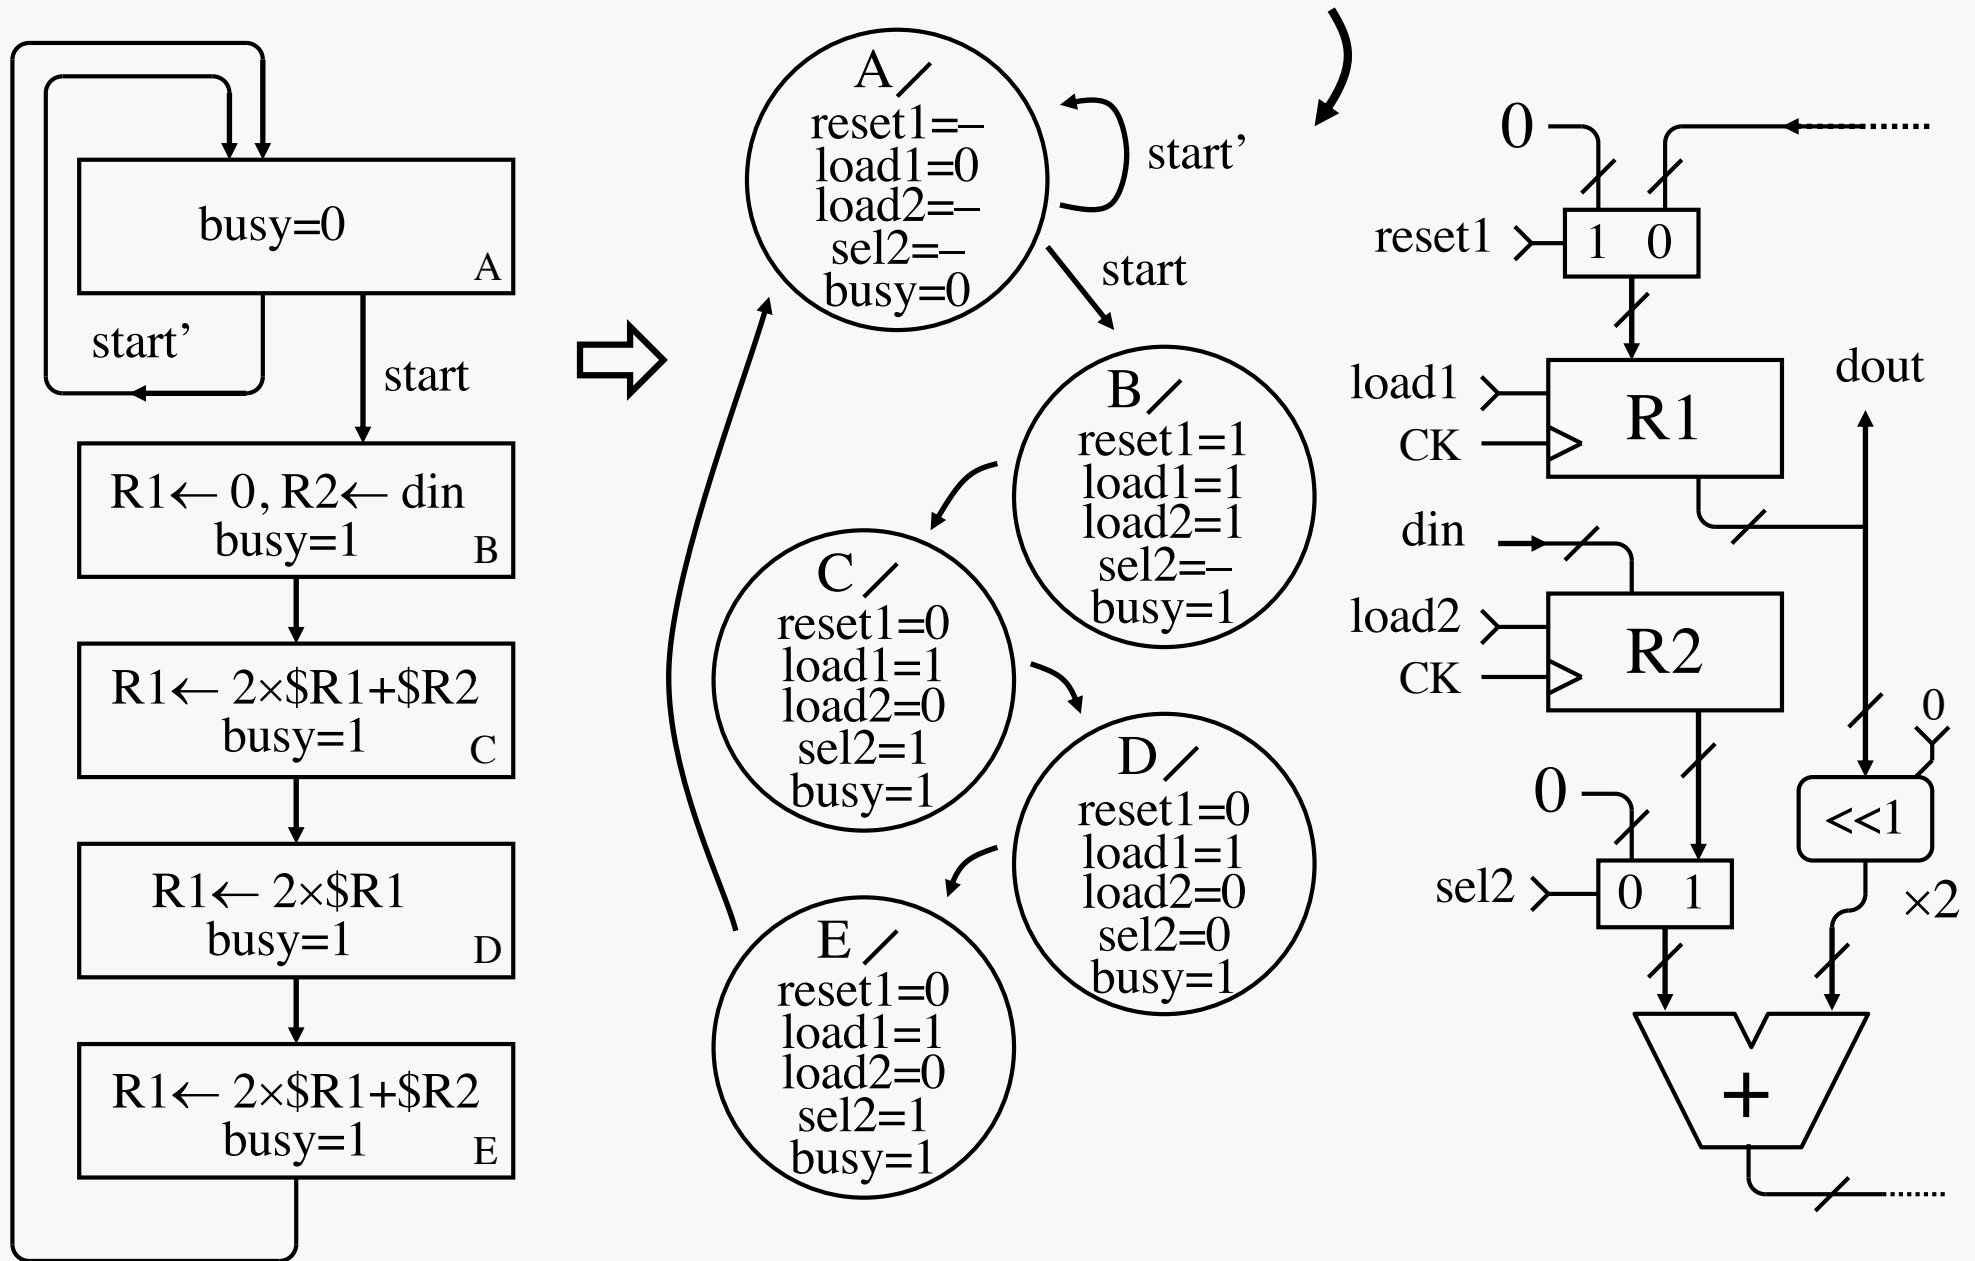 busy=0
A
start’
start
R1← 0, R2← din
busy=1
B
R1← 2×$R1+$R2
busy=1
C
R1← 2×$R1
busy=1
D
R1← 2×$R1+$R2
busy=1
E
A/
reset1=–
load1=0
load2=–
sel2=–
busy=0
start’
start
B/
reset1=1
load1=1
load2=1
sel2=–
busy=1
C/
reset1=0
load1=1
load2=0
sel2=1
busy=1
D/
reset1=0
load1=1
load2=0
sel2=0
busy=1
E/
reset1=0
load1=1
load2=0
sel2=1
busy=1
0
reset1
1 0
load1
CK
R1
dout
din
load2
CK
R2
0
0
<<1
sel2
0 1
×2
+